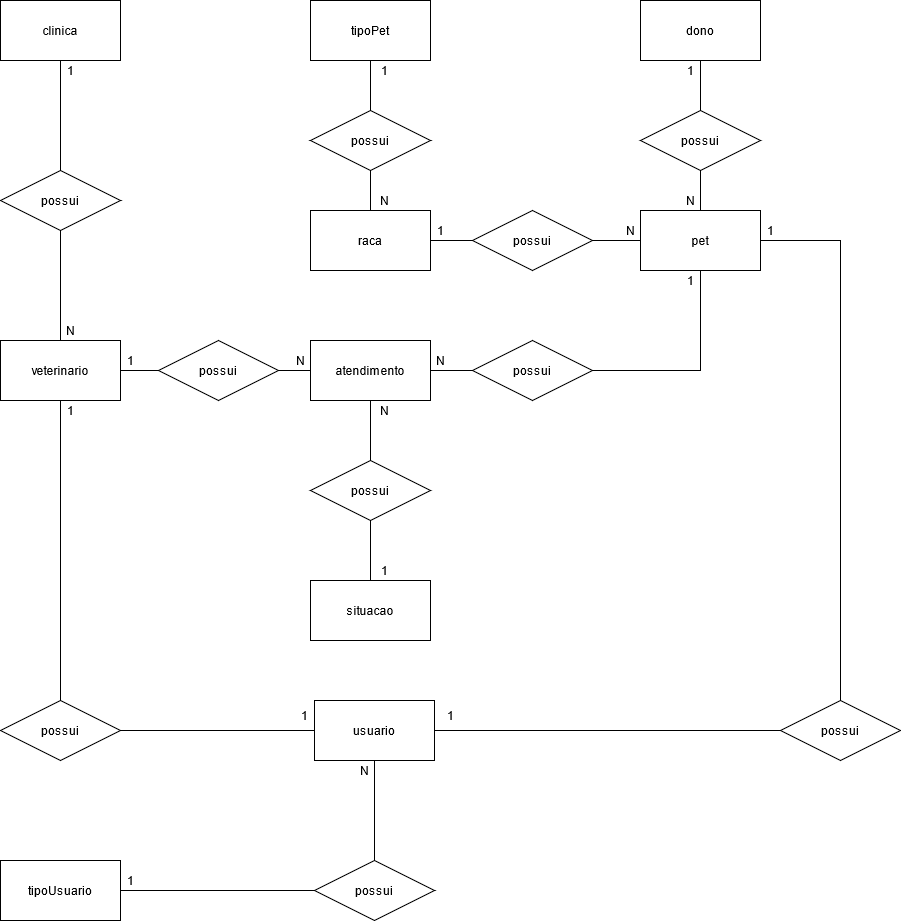 clinica
tipoPet
dono
1
1
1
possui
possui
possui
N
N
raca
1
possui
N
pet
1
1
N
veterinario
1
possui
N
atendimento
N
possui
1
N
possui
1
situacao
possui
1
usuario
1
possui
N
tipoUsuario
1
possui